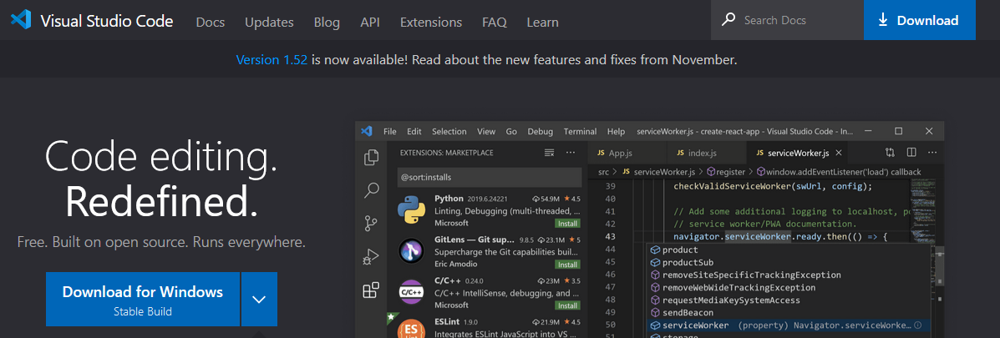 Visual Studio Code Docs Updates Blog API Extensions FAQ Learn Search Docs Download
Version 1.52 is now available! Read about the new features and fixes from November.
Code editing.
Redefined.
Free. Built on open source. Runs everywhere.
Download for Windows
Stable Build
File Edit Selection View Go Debug Terminal Help serviceWorker.js - create-react-app - Visual Studio Code - In...
EXTENSIONS: MARKETPLACE
@sort:installs
Python 2019.6.24221 54.9M 4.5
Linting, Debugging (multi-threaded, ...
Microsoft Install
GitLens — Git sup... 9.8.5 23.1M 5
Supercharge the Git capabilities buil...
Eric Amodio Install
C/C++ 0.24.0 23M 3.5
C/C++ IntelliSense, debugging, and ...
Microsoft Install
ESLint 1.9.0 21.9M 4.5
Integrates ESLint JavaScript into VS ...
JS App.js JS index.js JS serviceWorker.js
src > JS serviceWorker.js > register > window.addEventListener('load') callback
39 checkValidServiceWorker(swUrl, config);
40
41 // Add some additional logging to localhost, po
42 // service worker/PWA documentation.
43 navigator.serviceWorker.ready.then(() => {
44 product
45 productSub
46 removeSiteSpecificTrackingException
47 removeWebWideTrackingException
48 requestMediaKeySystemAccess
49 sendBeacon
50 serviceWorker (property) Navigator.serviceWorke...
storage